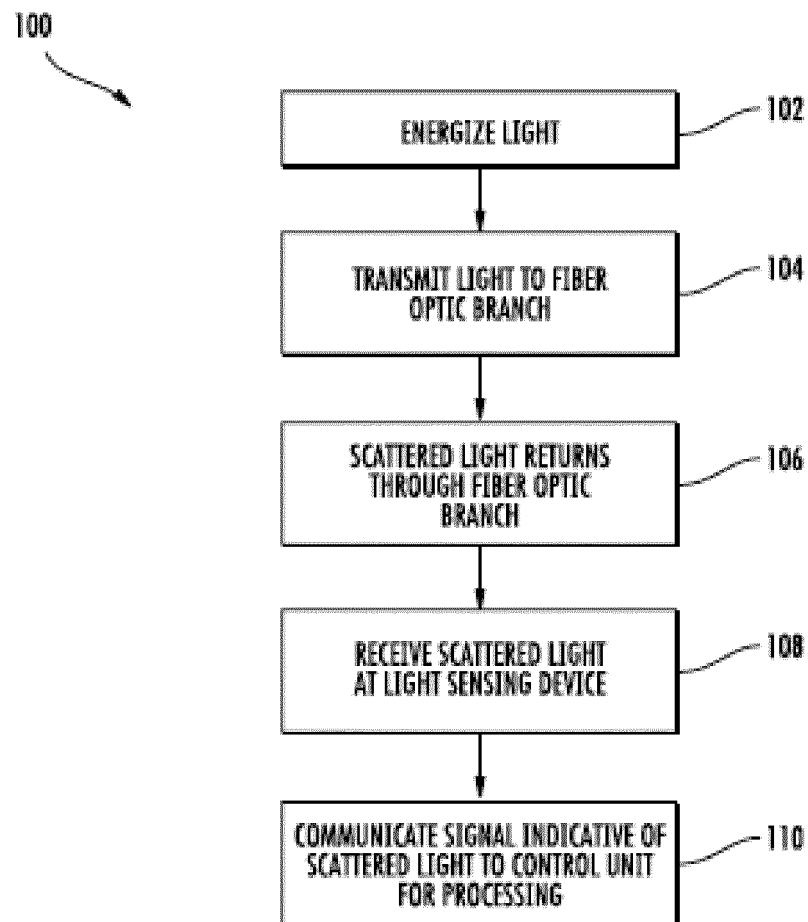 100
ENERGIZE LIGHT
102
TRANSMIT LIGHT TO FIBER
OPTIC BRANCH
104
SCATTERED LIGHT RETURNS
THROUGH FIBER OPTIC
BRANCH
106
RECEIVE SCATTERED LIGHT
AT LIGHT SENSING DEVICE
108
COMMUNICATE SIGNAL INDICATIVE OF
SCATTERED LIGHT TO CONTROL UNIT
FOR PROCESSING
110